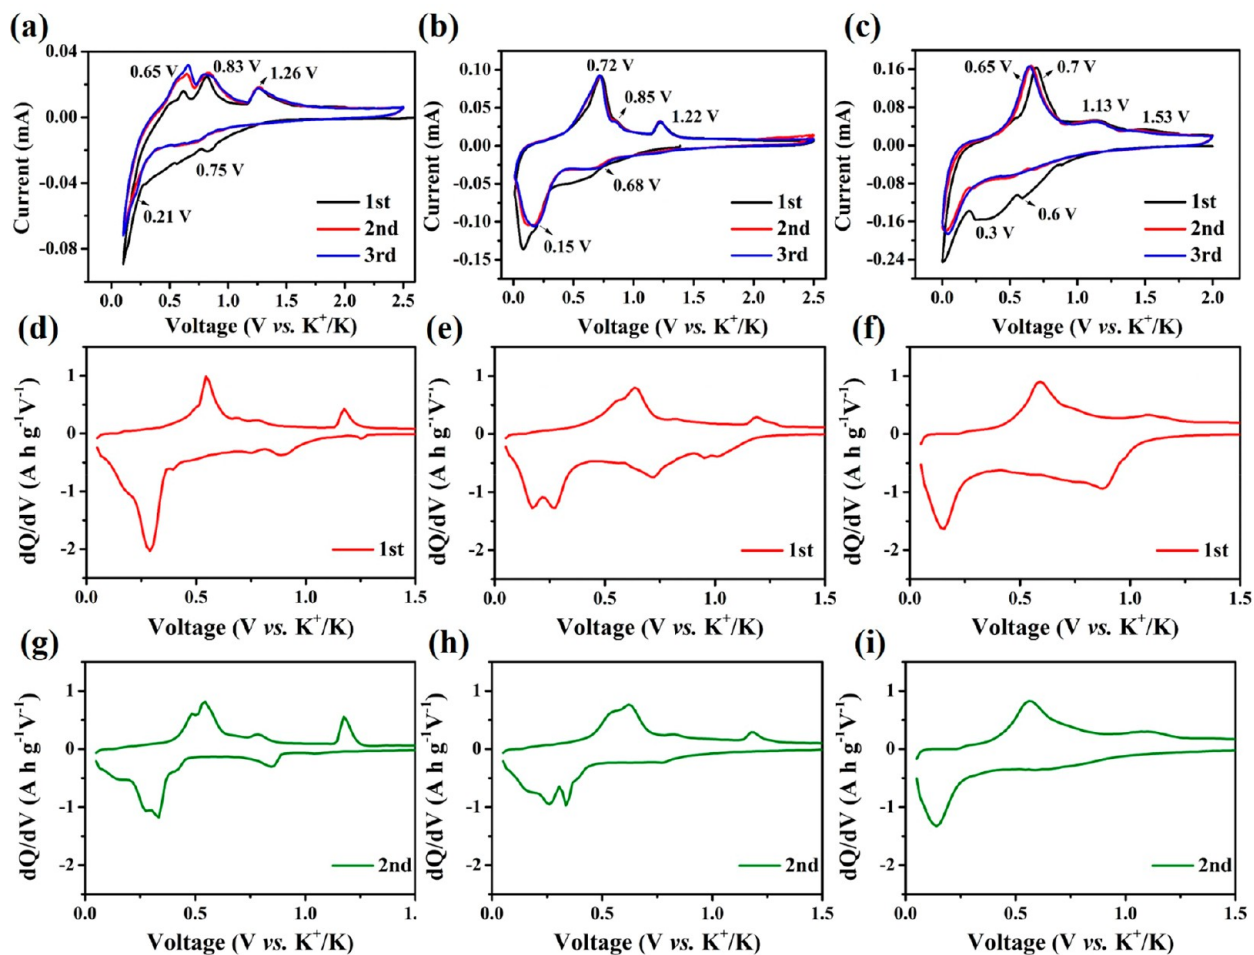 (a)
0.04
0.00
-0.04
-0.08
Current (mA)
0.65 V
0.83 V
1.26 V
0.75 V
0.21 V
1st
2nd
3rd
0.0 0.5 1.0 1.5 2.0 2.5
Voltage (V vs. K⁺/K)
(b)
0.10
0.05
0.00
-0.05
-0.10
-0.15
Current (mA)
0.72 V
0.85 V
1.22 V
0.68 V
0.15 V
1st
2nd
3rd
0.0 0.5 1.0 1.5 2.0 2.5
Voltage (V vs. K⁺/K)
(c)
0.16
0.08
0.00
-0.08
-0.16
-0.24
Current (mA)
0.65 V
0.7 V
1.13 V
1.53 V
0.6 V
0.3 V
1st
2nd
3rd
0.0 0.5 1.0 1.5 2.0
Voltage (V vs. K⁺/K)
(d)
1
0
-1
-2
dQ/dV (A h g⁻¹V⁻¹)
1st
0.0 0.5 1.0 1.5
Voltage (V vs. K⁺/K)
(e)
1
0
-1
-2
dQ/dV (A h g⁻¹V⁻¹)
1st
0.0 0.5 1.0 1.5
Voltage (V vs. K⁺/K)
(f)
1
0
-1
-2
dQ/dV (A h g⁻¹V⁻¹)
1st
0.0 0.5 1.0 1.5
Voltage (V vs. K⁺/K)
(g)
1
0
-1
-2
dQ/dV (A h g⁻¹V⁻¹)
2nd
0.0 0.5 1.0 1.
Voltage (V vs. K⁺/K)
(h)
1
0
-1
-2
dQ/dV (A h g⁻¹V⁻¹)
2nd
0.0 0.5 1.0 1.5
Voltage (V vs. K⁺/K)
(i)
1
0
-1
-2
dQ/dV (A h g⁻¹V⁻¹)
2nd
0.0 0.5 1.0 1.5
Voltage (V vs. K⁺/K)